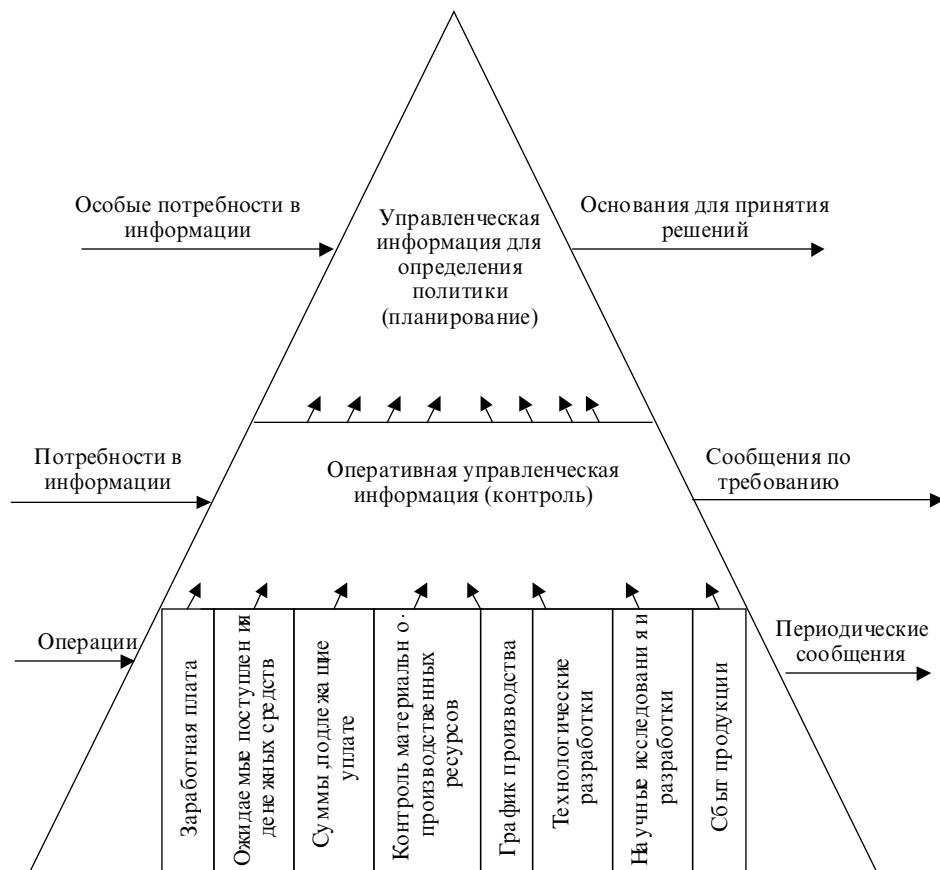 Особые потребности в
информации
Управленческая
информация для
определения
политики
(планирование)
Основания для принятия
решений
Потребности в
информации
Оперативная управленческая
информация (контроль)
Сообщения по
требованию
Операции
Периодические
сообщения
Заработная плата
Ожидаемые поступления
денежных средств
Суммы ,подлежащие
уплате
Контроль материально-
производственных
ресурсов
График производства
Технологические
разработки
Научные исследования и
разработки
Сбыт продукции